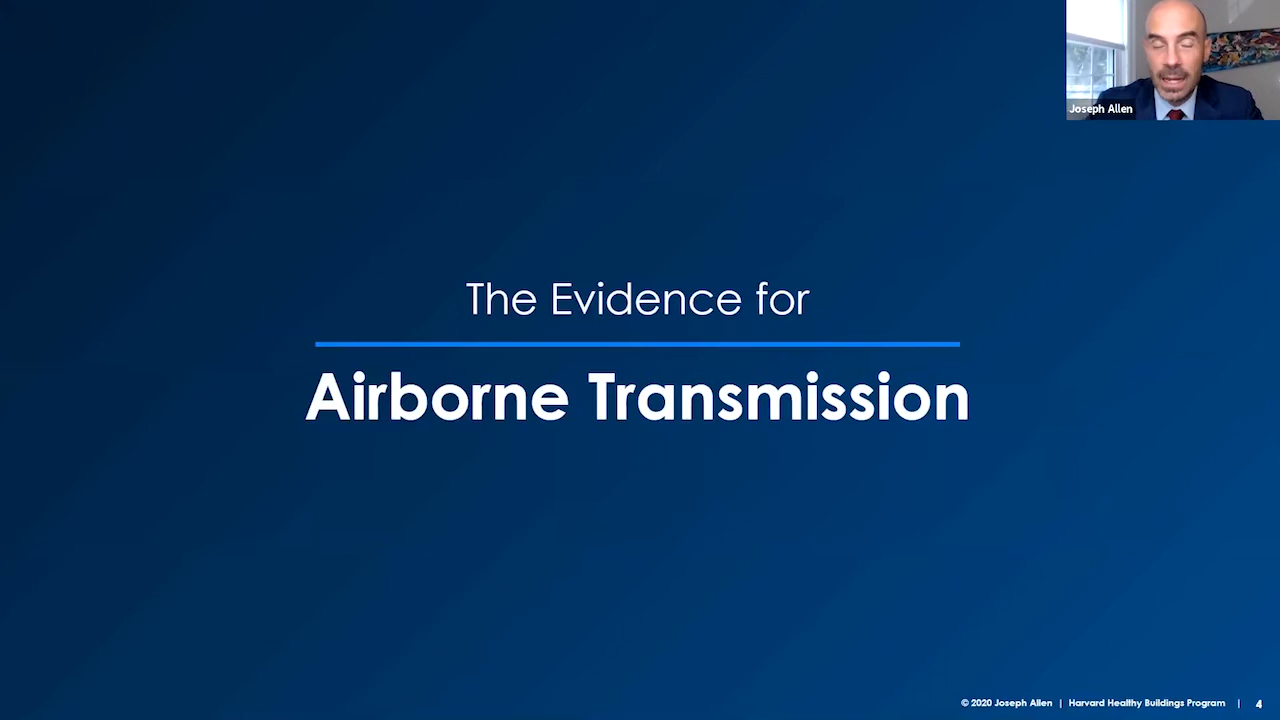 Joseph Allen
The Evidence for
Airborne Transmission
© 2020 Joseph Allen | Harvard Healthy Buildings Program | 4